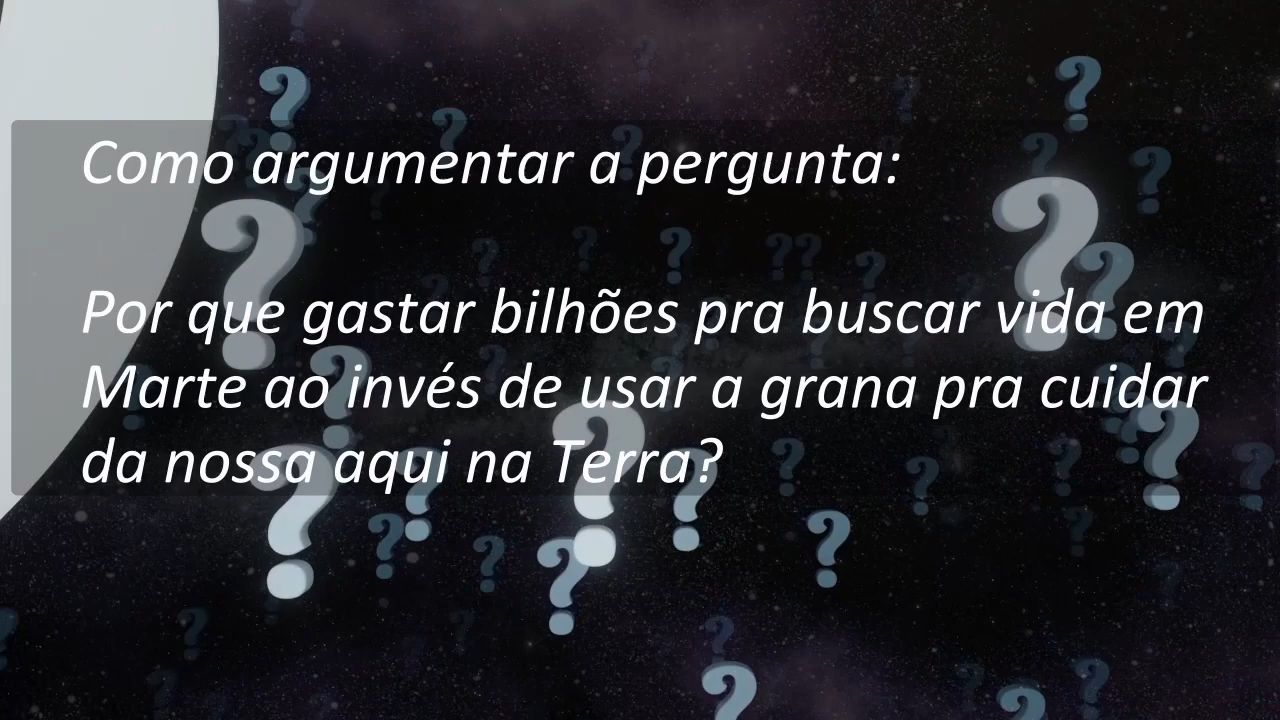 Como argumentar a pergunta:
Por que gastar bilhões pra buscar vida em
Marte ao invés de usar a grana pra cuidar
da nossa aqui na Terra?